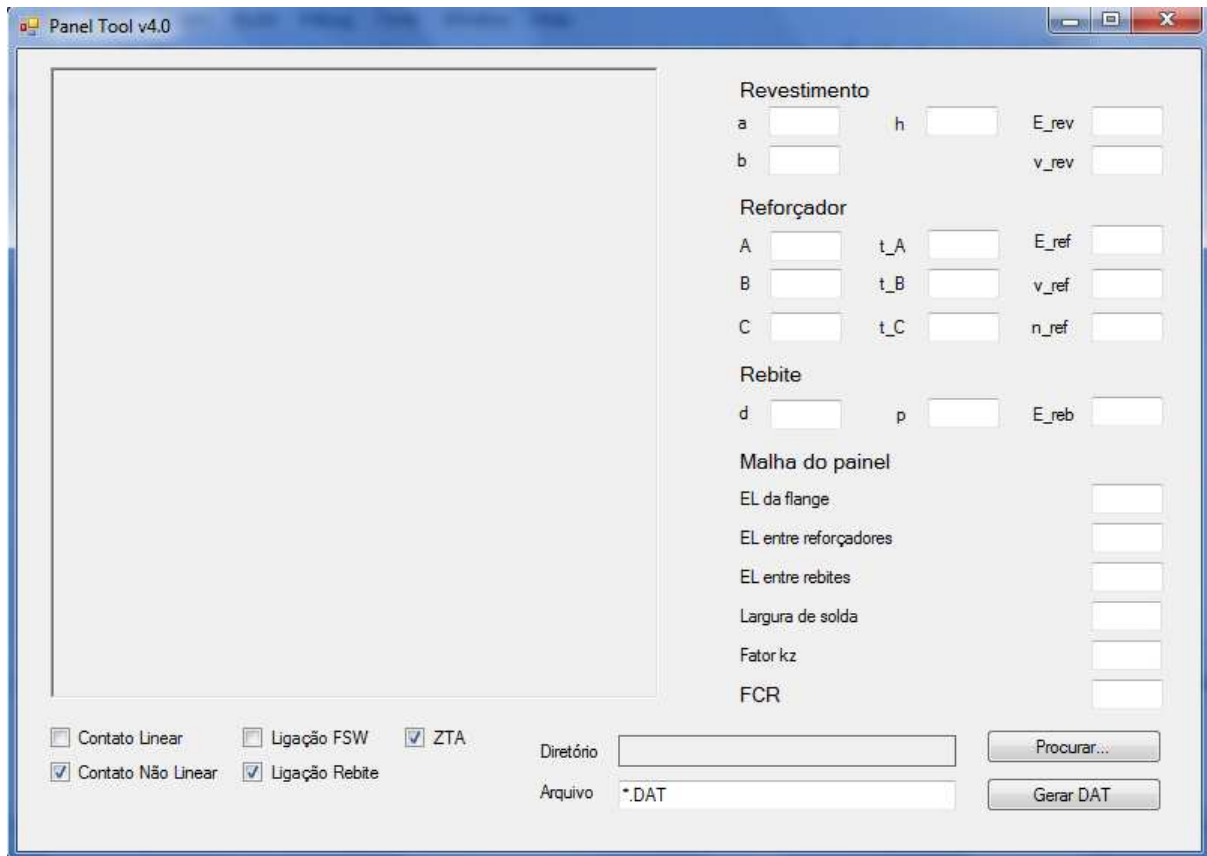 Panel Tool v4.0
Revestimento
a h E_rev
b v_rev
Reforçador
A t_A E_ref
B t_B v_ref
C t_C n_ref
Rebite
d p E_reb
Malha do painel
EL da flange
EL entre reforçadores
EL entre rebites
Largura de solda
Fator kz
FCR
Contato Linear Ligação FSW ZTA
Contato Não Linear Ligação Rebite
Diretório Procurar...
Arquivo *.DAT Gerar DAT